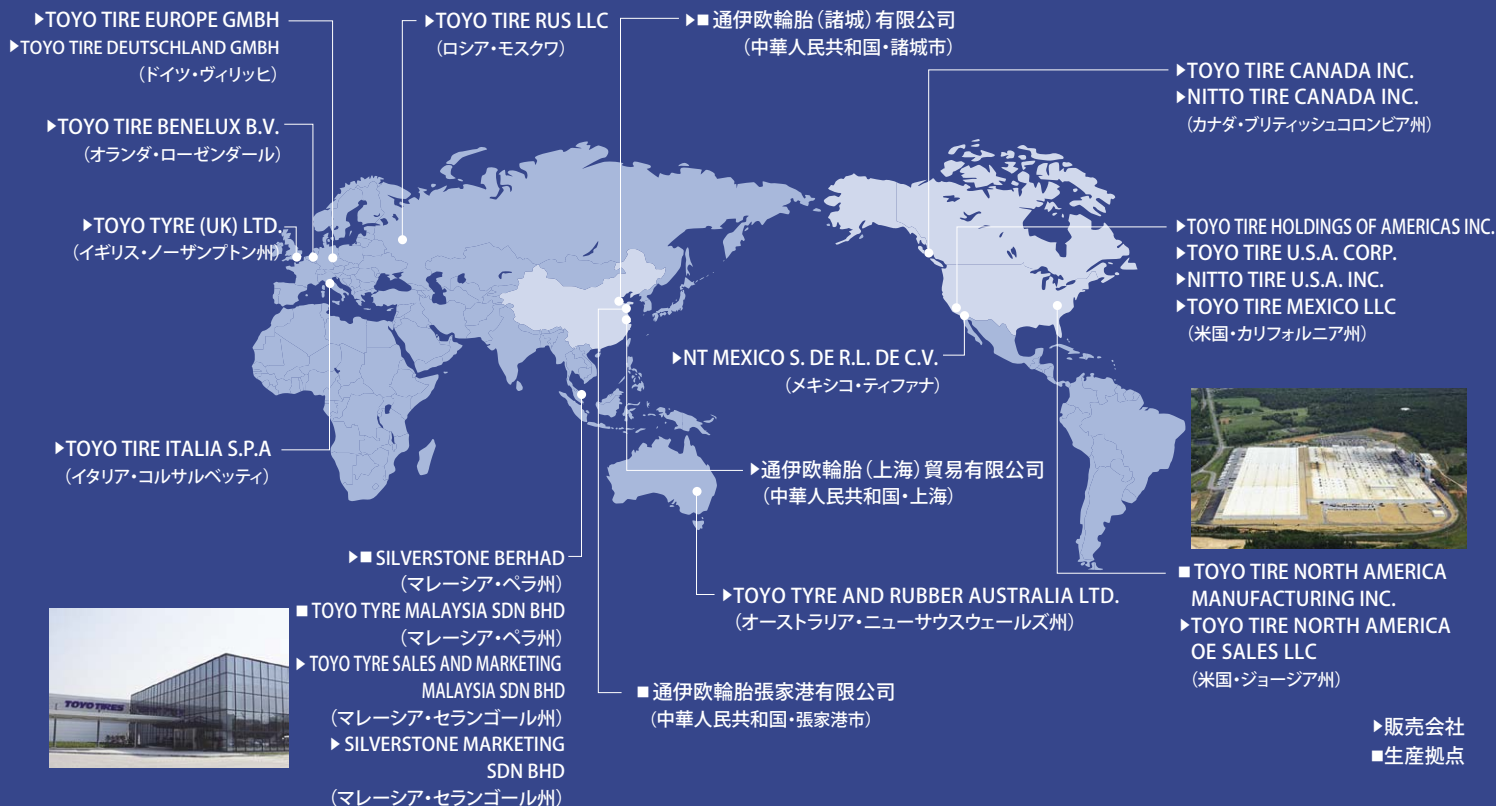 TOYO TIRE EUROPE GMBH
▶TOYO TIRE DEUTSCHLAND GMBH
(ドイツ・ヴィリッヒ)
▶TOYO TIRE BENELUX B.V.
(オランダ・ローゼンダール)
▶TOYO TYRE (UK) LTD.
(イギリス・ノーザンプトン州)
▶TOYO TIRE ITALIA S.P.A
(イタリア・コルサルベッティ)
▶TOYO TIRE RUS LLC
(ロシア・モスクワ)
▶■ 通伊欧輪胎(諸城)有限公司
(中華人民共和国・諸城市)
▶TOYO TIRE CANADA INC.
▶NITTO TIRE CANADA INC.
(カナダ・ブリティッシュコロンビア州)
▶TOYO TIRE HOLDINGS OF AMERICAS INC.
▶TOYO TIRE U.S.A. CORP.
▶NITTO TIRE U.S.A. INC.
▶TOYO TIRE MEXICO LLC
(米国・カリフォルニア州)
▶NT MEXICO S. DE R.L. DE C.V.
(メキシコ・ティファナ)
▶通伊欧輪胎(上海)貿易有限公司
(中華人民共和国・上海)
▶■ SILVERSTONE BERHAD
(マレーシア・ペラ州)
■ TOYO TYRE MALAYSIA SDN BHD
(マレーシア・ペラ州)
▶ TOYO TYRE SALES AND MARKETING
MALAYSIA SDN BHD
(マレーシア・セランゴール州)
▶ SILVERSTONE MARKETING
SDN BHD
(マレーシア・セランゴール州)
▶TOYO TYRE AND RUBBER AUSTRALIA LTD.
(オーストラリア・ニューサウスウェールズ州)
■ 通伊欧輪胎張家港有限公司
(中華人民共和国・張家港市)
■ TOYO TIRE NORTH AMERICA
MANUFACTURING INC.
▶TOYO TIRE NORTH AMERICA
OE SALES LLC
(米国・ジョージア州)
TOYO TIRES
▶販売会社
■生産拠点